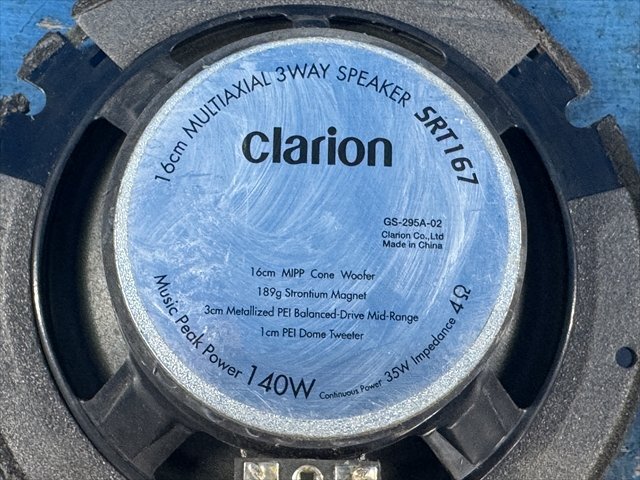 16cm MULTIAXIAL 3WAY SPEAKER SRT167
clarion
GS-295A-02
Clarion Co.,Ltd
Made in China
16cm MIPP Cone Woofer
189g Strontium Magnet
3cm Metallized PEI Balanced-Drive Mid-Range
1cm PEI Dome Tweeter
Music Peak Power 140W Continuous Power 35W Impedance 4Ω